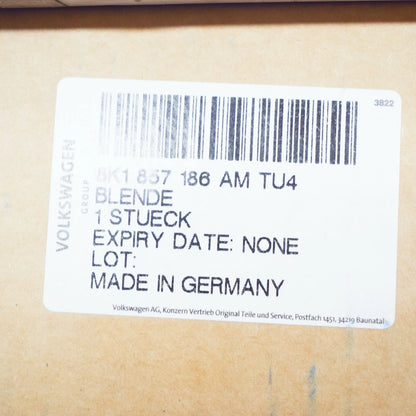 3822
8K1 857 186 AM TU4
BLENDE
1 STUECK
EXPIRY DATE: NONE
LOT:
MADE IN GERMANY
VOLKSWAGEN
GROUP
Volkswagen AG, Konzern Vertrieb Original Teile und Service, Postfach 1451, 34219 Baunatal